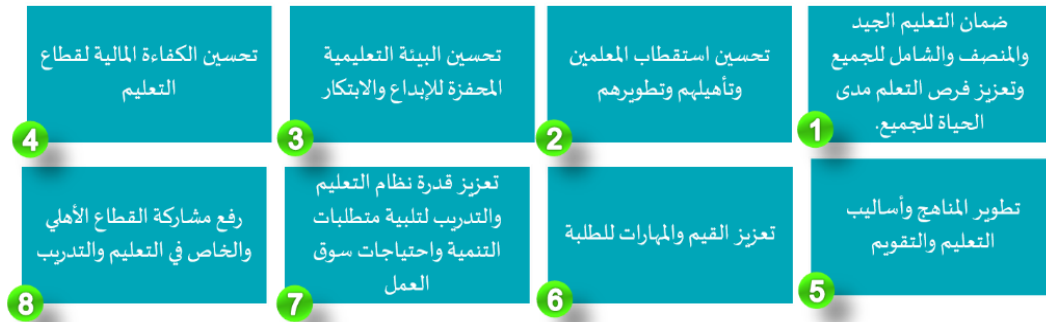 ضمان التعليم الجيد
والمنصف والشامل للجميع
وتعزيز فرص التعلم مدى
الحياة للجميع.
1
تحسين استقطاب المعلمين
وتأهيلهم وتطويرهم
2
تحسين البيئة التعليمية
المحفزة للإبداع والابتكار
3
تحسين الكفاءة المالية لقطاع
التعليم
4
تطوير المناهج وأساليب
التعليم والتقويم
5
تعزيز القيم والمهارات للطلبة
6
تعزيز قدرة نظام التعليم
والتدريب لتلبية متطلبات
التنمية واحتياجات سوق
العمل
7
رفع مشاركة القطاع الأهلي
والخاص في التعليم والتدريب
8